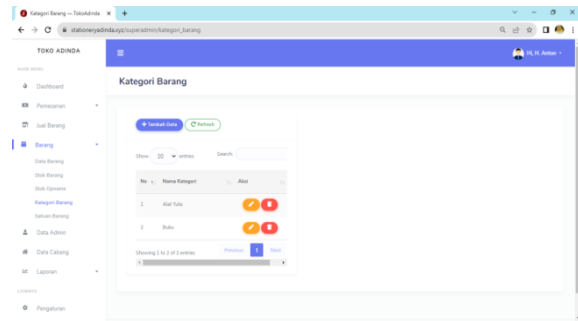 Kategori Barang — TokoAdinda
stationeryadinda.xyz/superadmin/kategori_barang
TOKO ADINDA
Hi, H. Antan
Dashboard
Pemesanan
Jual Barang
Barang
Data Barang
Stok Barang
Stok Opname
Kategori Barang
Satuan Barang
Data Admin
Data Cabang
Laporan
Pengaturan
Kategori Barang
+ Tambah Data
Refresh
Show 10 entries
Search:
No Nama Kategori Aksi
1 Alat Tulis
2 Buku
Showing 1 to 2 of 2 entries
Previous 1 Next